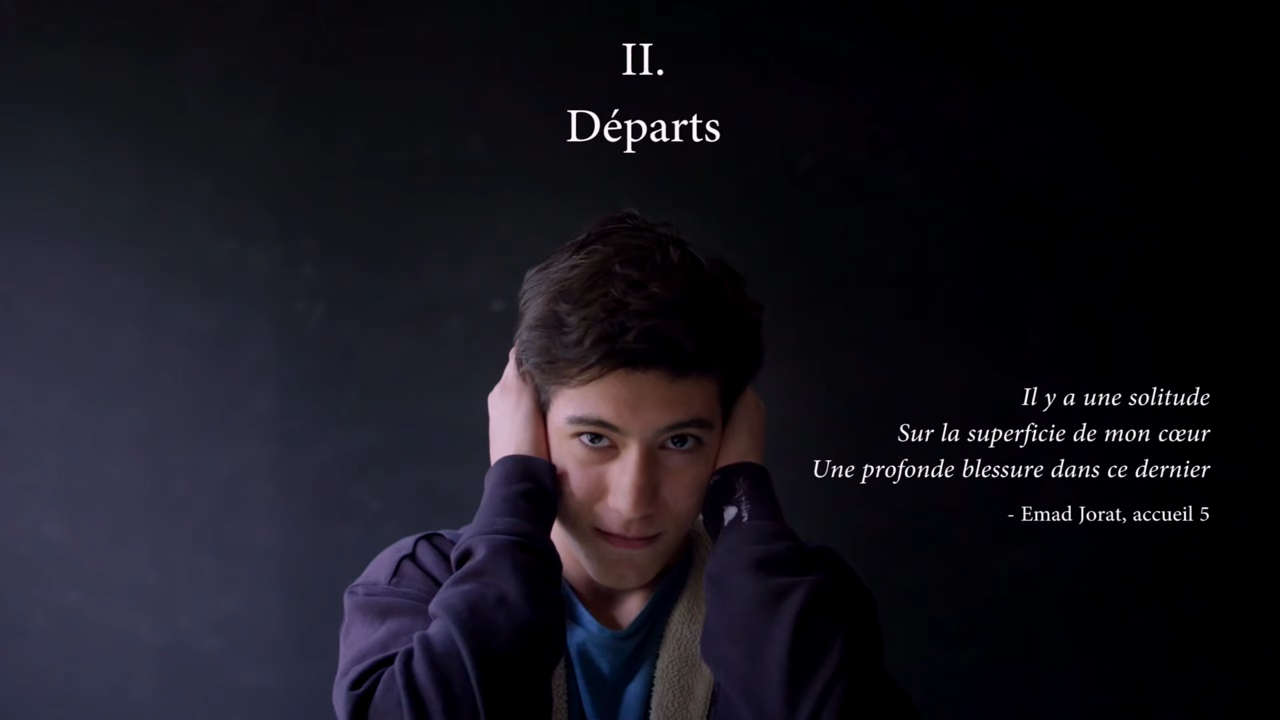 II.
Départs
Il y a une solitude
Sur la superficie de mon cœur
Une profonde blessure dans ce dernier
- Emad Jorat, accueil 5